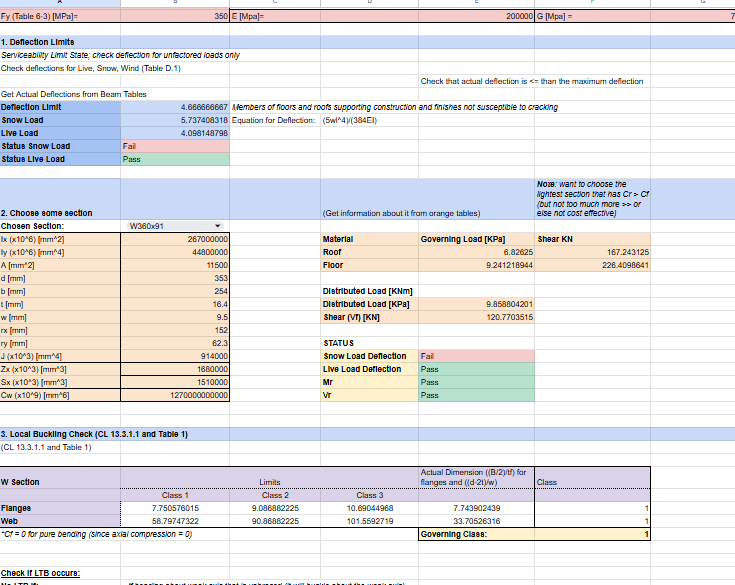 A B C D E F G
Fy (Table 6-3) [MPa]= 350 E [Mpa]= 200000 G [Mpa] = 7
1. Deflection Limits
Serviceability Limit State; check deflection for unfactored loads only
Check deflections for Live, Snow, Wind (Table D.1)
Check that actual deflection is <= than the maximum deflection
Get Actual Deflections from Beam Tables
Deflection Limit 4.666666667 Members of floors and roofs supporting construction and finishes not susceptible to cracking
Snow Load 5.737408318 Equation for Deflection: (5wl^4)/(384EI)
Live Load 4.098148798
Status Snow Load Fail
Status Live Load Pass
Note: want to choose the
lightest section that has Cr > Cf
(but not too much more >> or
2. Choose some section (Get information about it from orange tables) else not cost effective)
Chosen Section: W360x91
Ix (x10^6) [mm^2] 267000000 Material Governing Load [KPa] Shear KN
Iy (x10^6) [mm^4] 44800000 Roof 6.82625 167.243125
A [mm^2] 11500 Floor 9.241218944 226.4098641
d [mm] 353
b [mm] 254 Distributed Load [KNm]
t [mm] 16.4 Distributed Load [KPa] 9.858804201
w [mm] 9.5 Shear (Vf) [KN] 120.7703515
rx [mm] 152
ry [mm] 62.3 STATUS
J (x10^3) [mm^4] 914000 Snow Load Deflection Fail
Zx (x10^3) [mm^3] 1680000 Live Load Deflection Pass
Sx (x10^3) [mm^3] 1510000 Mr Pass
Cw (x10^9) [mm^6] 1270000000000 Vr Pass
3. Local Buckling Check (CL 13.3.1.1 and Table 1)
(CL 13.3.1.1 and Table 1)
Actual Dimension ((B/2)/tf) for
W Section Limits flanges and ((d-2t)/w) Class
Class 1 Class 2 Class 3
Flanges 7.750576015 9.086882225 10.69044968 7.743902439 1
Web 58.79747322 90.86882225 101.5592719 33.70526316 1
*Cf = 0 for pure bending (since axial compression = 0) Governing Class: 1
Check if LTB occurs: